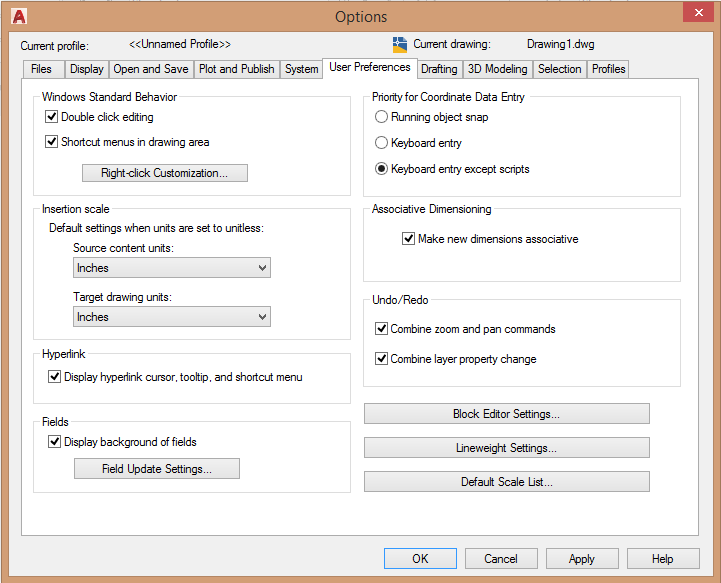 Options
Current profile: <<Unnamed Profile>> Current drawing: Drawing1.dwg
Files Display Open and Save Plot and Publish System User Preferences Drafting 3D Modeling Selection Profiles
Windows Standard Behavior
Double click editing
Shortcut menus in drawing area
Right-click Customization...
Insertion scale
Default settings when units are set to unitless:
Source content units:
Inches
Target drawing units:
Inches
Hyperlink
Display hyperlink cursor, tooltip, and shortcut menu
Fields
Display background of fields
Field Update Settings...
Priority for Coordinate Data Entry
Running object snap
Keyboard entry
Keyboard entry except scripts
Associative Dimensioning
Make new dimensions associative
Undo/Redo
Combine zoom and pan commands
Combine layer property change
Block Editor Settings...
Lineweight Settings...
Default Scale List...
OK Cancel Apply Help